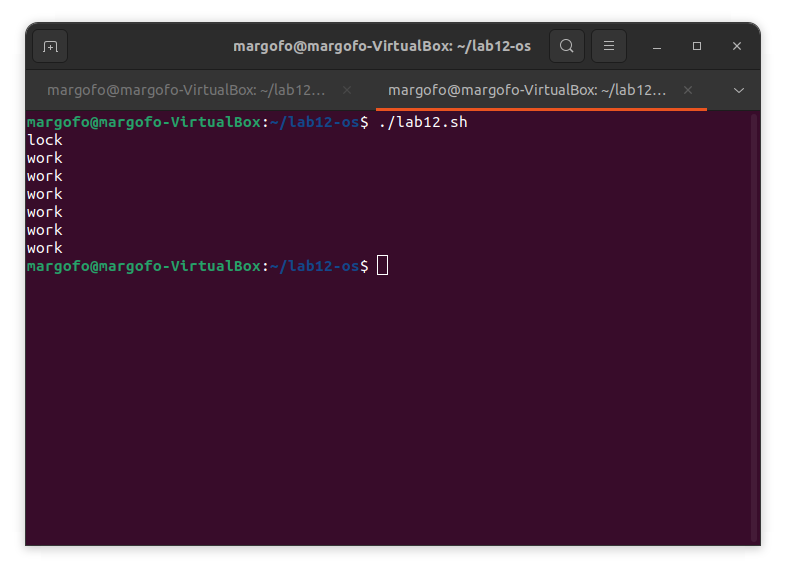 margofo@margofo-VirtualBox: ~/lab12-os
margofo@margofo-VirtualBox: ~/lab12... margofo@margofo-VirtualBox: ~/lab12...
margofo@margofo-VirtualBox:~/lab12-os$ ./lab12.sh
lock
work
work
work
work
work
work
margofo@margofo-VirtualBox:~/lab12-os$